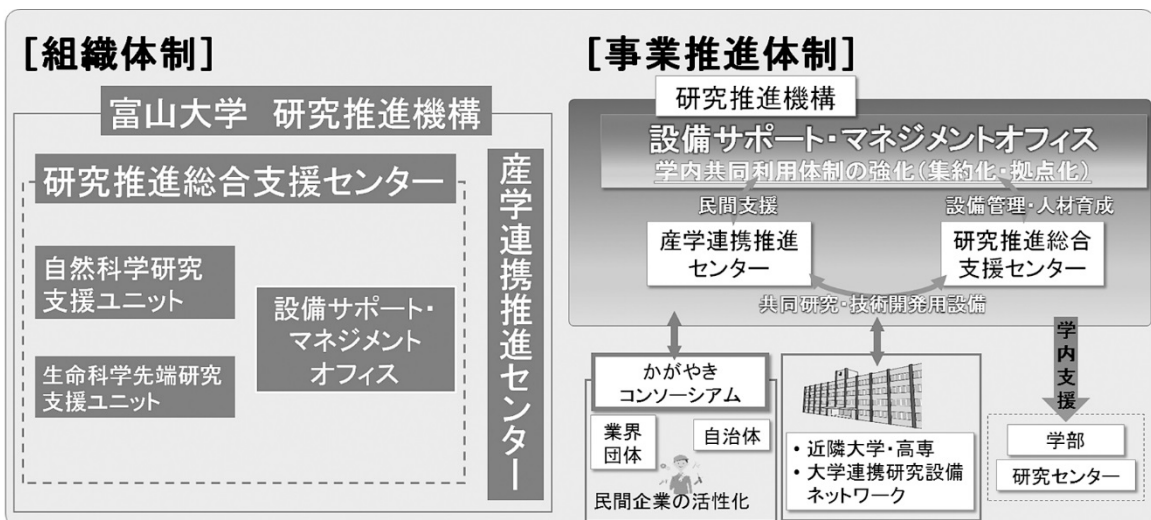 [組織体制]
富山大学 研究推進機構
研究推進総合支援センター
自然科学研究
支援ユニット
生命科学先端研究
支援ユニット
設備サポート・
マネジメント
オフィス
産学連携推進センター
[事業推進体制]
研究推進機構
設備サポート・マネジメントオフィス
学内共同利用体制の強化(集約化・拠点化)
民間支援
設備管理・人材育成
産学連携推進
センター
研究推進総合
支援センター
共同研究・技術開発用設備
かがやき
コンソーシアム
業界
団体
自治体
民間企業の活性化
・近隣大学・高専
・大学連携研究設備
ネットワーク
学内支援
学部
研究センター